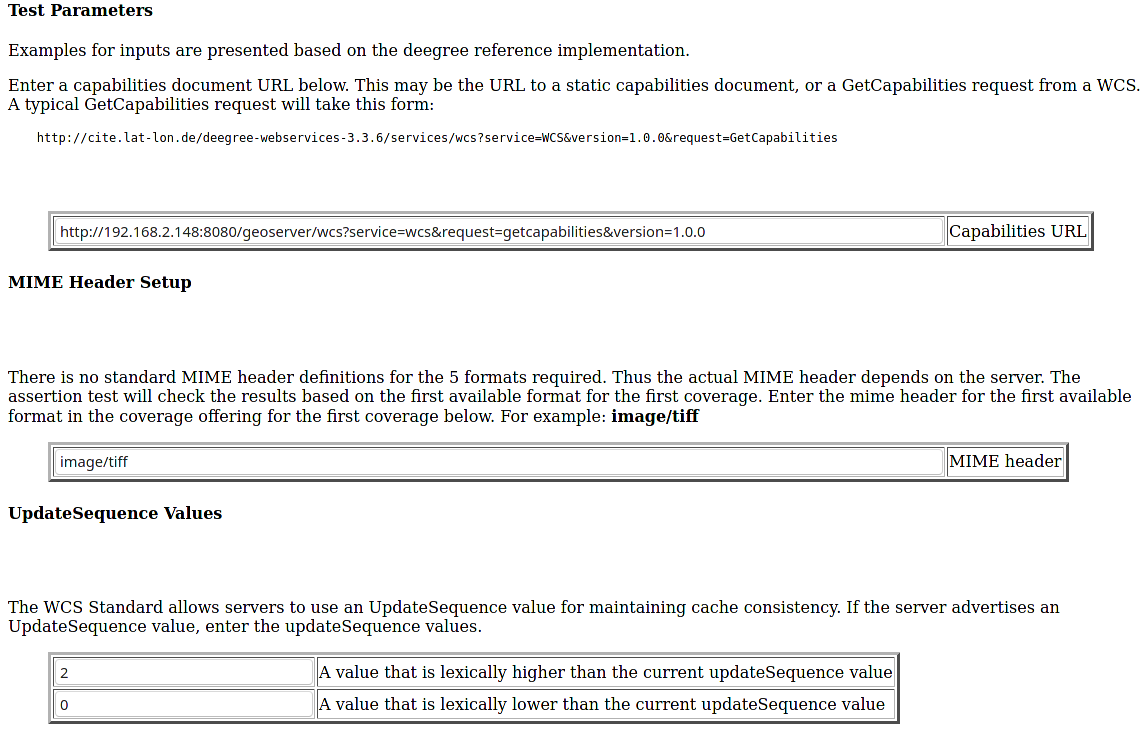 Test Parameters
Examples for inputs are presented based on the deegree reference implementation.
Enter a capabilities document URL below. This may be the URL to a static capabilities document, or a GetCapabilities request from a WCS.
A typical GetCapabilities request will take this form:
http://cite.lat-lon.de/deegree-webservices-3.3.6/services/wcs?service=WCS&version=1.0.0&request=GetCapabilities
http://192.168.2.148:8080/geoserver/wcs?service=wcs&request=getcapabilities&version=1.0.0 Capabilities URL
MIME Header Setup
There is no standard MIME header definitions for the 5 formats required. Thus the actual MIME header depends on the server. The
assertion test will check the results based on the first available format for the first coverage. Enter the mime header for the first available
format in the coverage offering for the first coverage below. For example: image/tiff
image/tiff MIME header
UpdateSequence Values
The WCS Standard allows servers to use an UpdateSequence value for maintaining cache consistency. If the server advertises an
UpdateSequence value, enter the updateSequence values.
2 A value that is lexically higher than the current updateSequence value
0 A value that is lexically lower than the current updateSequence value